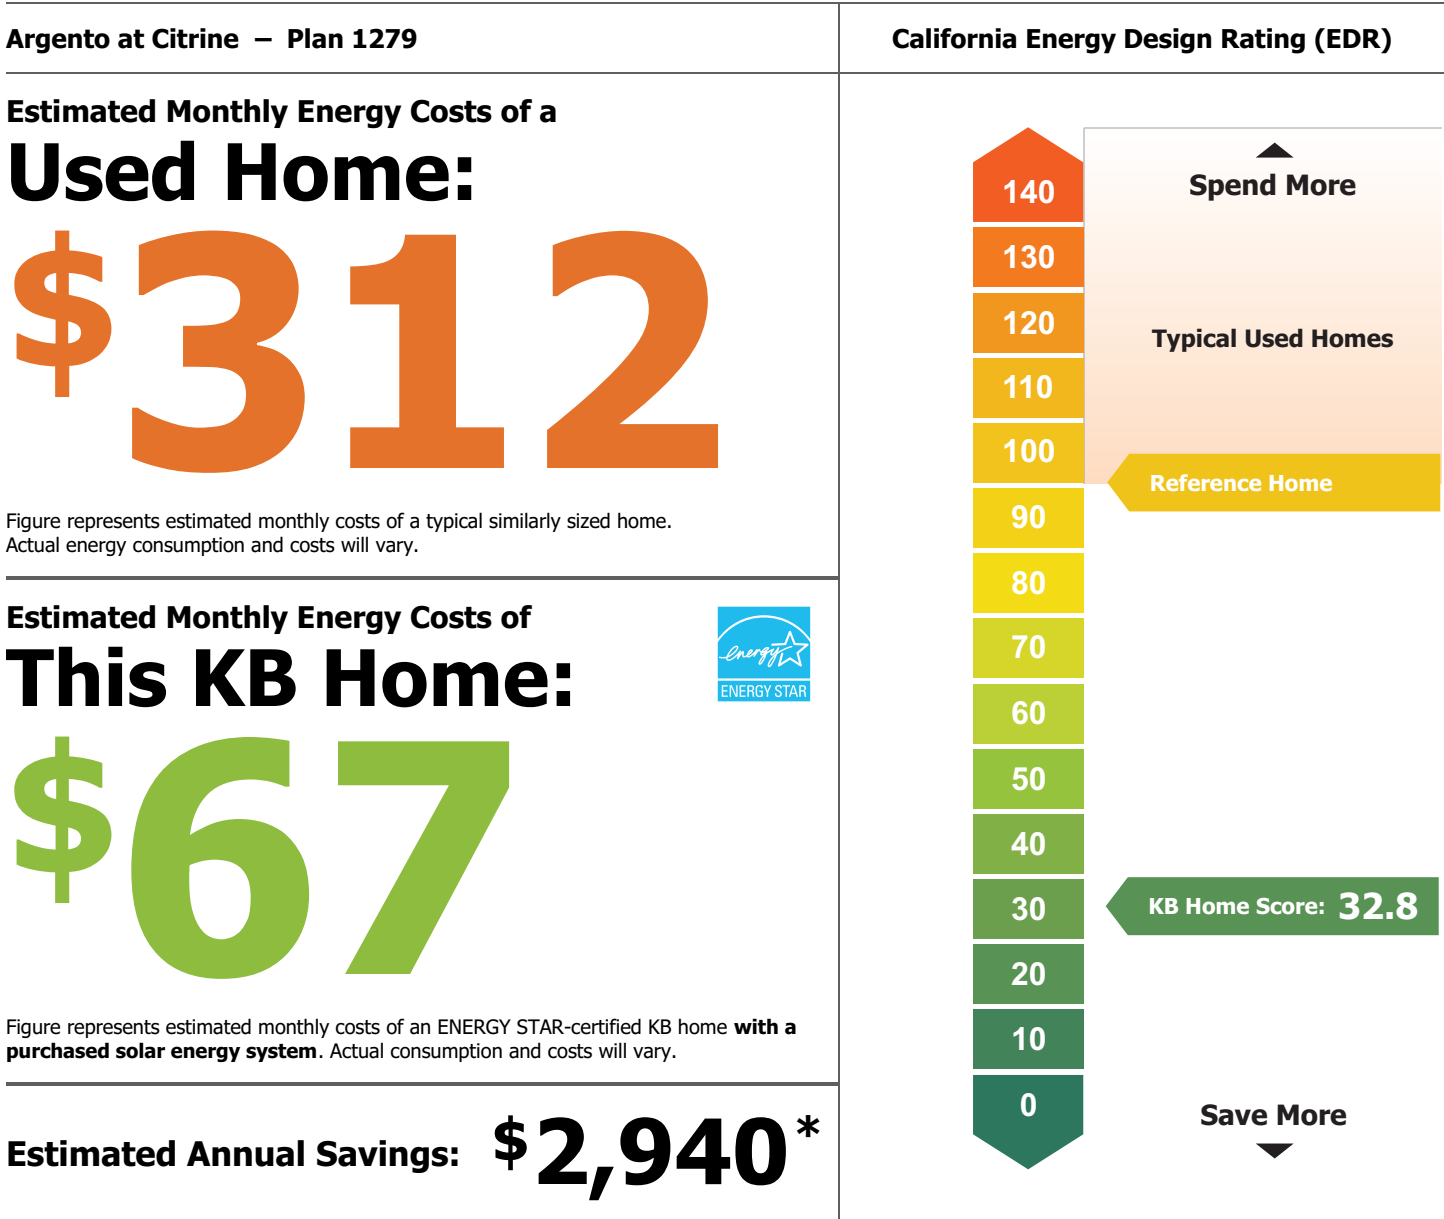 Argento at Citrine – Plan 1279
Estimated Monthly Energy Costs of a
Used Home:
$312
Figure represents estimated monthly costs of a typical similarly sized home.
Actual energy consumption and costs will vary.
Estimated Monthly Energy Costs of
This KB Home:
energy
ENERGY STAR
$67
Figure represents estimated monthly costs of an ENERGY STAR-certified KB home with a
purchased solar energy system. Actual consumption and costs will vary.
Estimated Annual Savings: $2,940*
California Energy Design Rating (EDR)
140
Spend More
130
120
Typical Used Homes
110
100
Reference Home
90
80
70
60
50
40
30
KB Home Score: 32.8
20
10
0
Save More